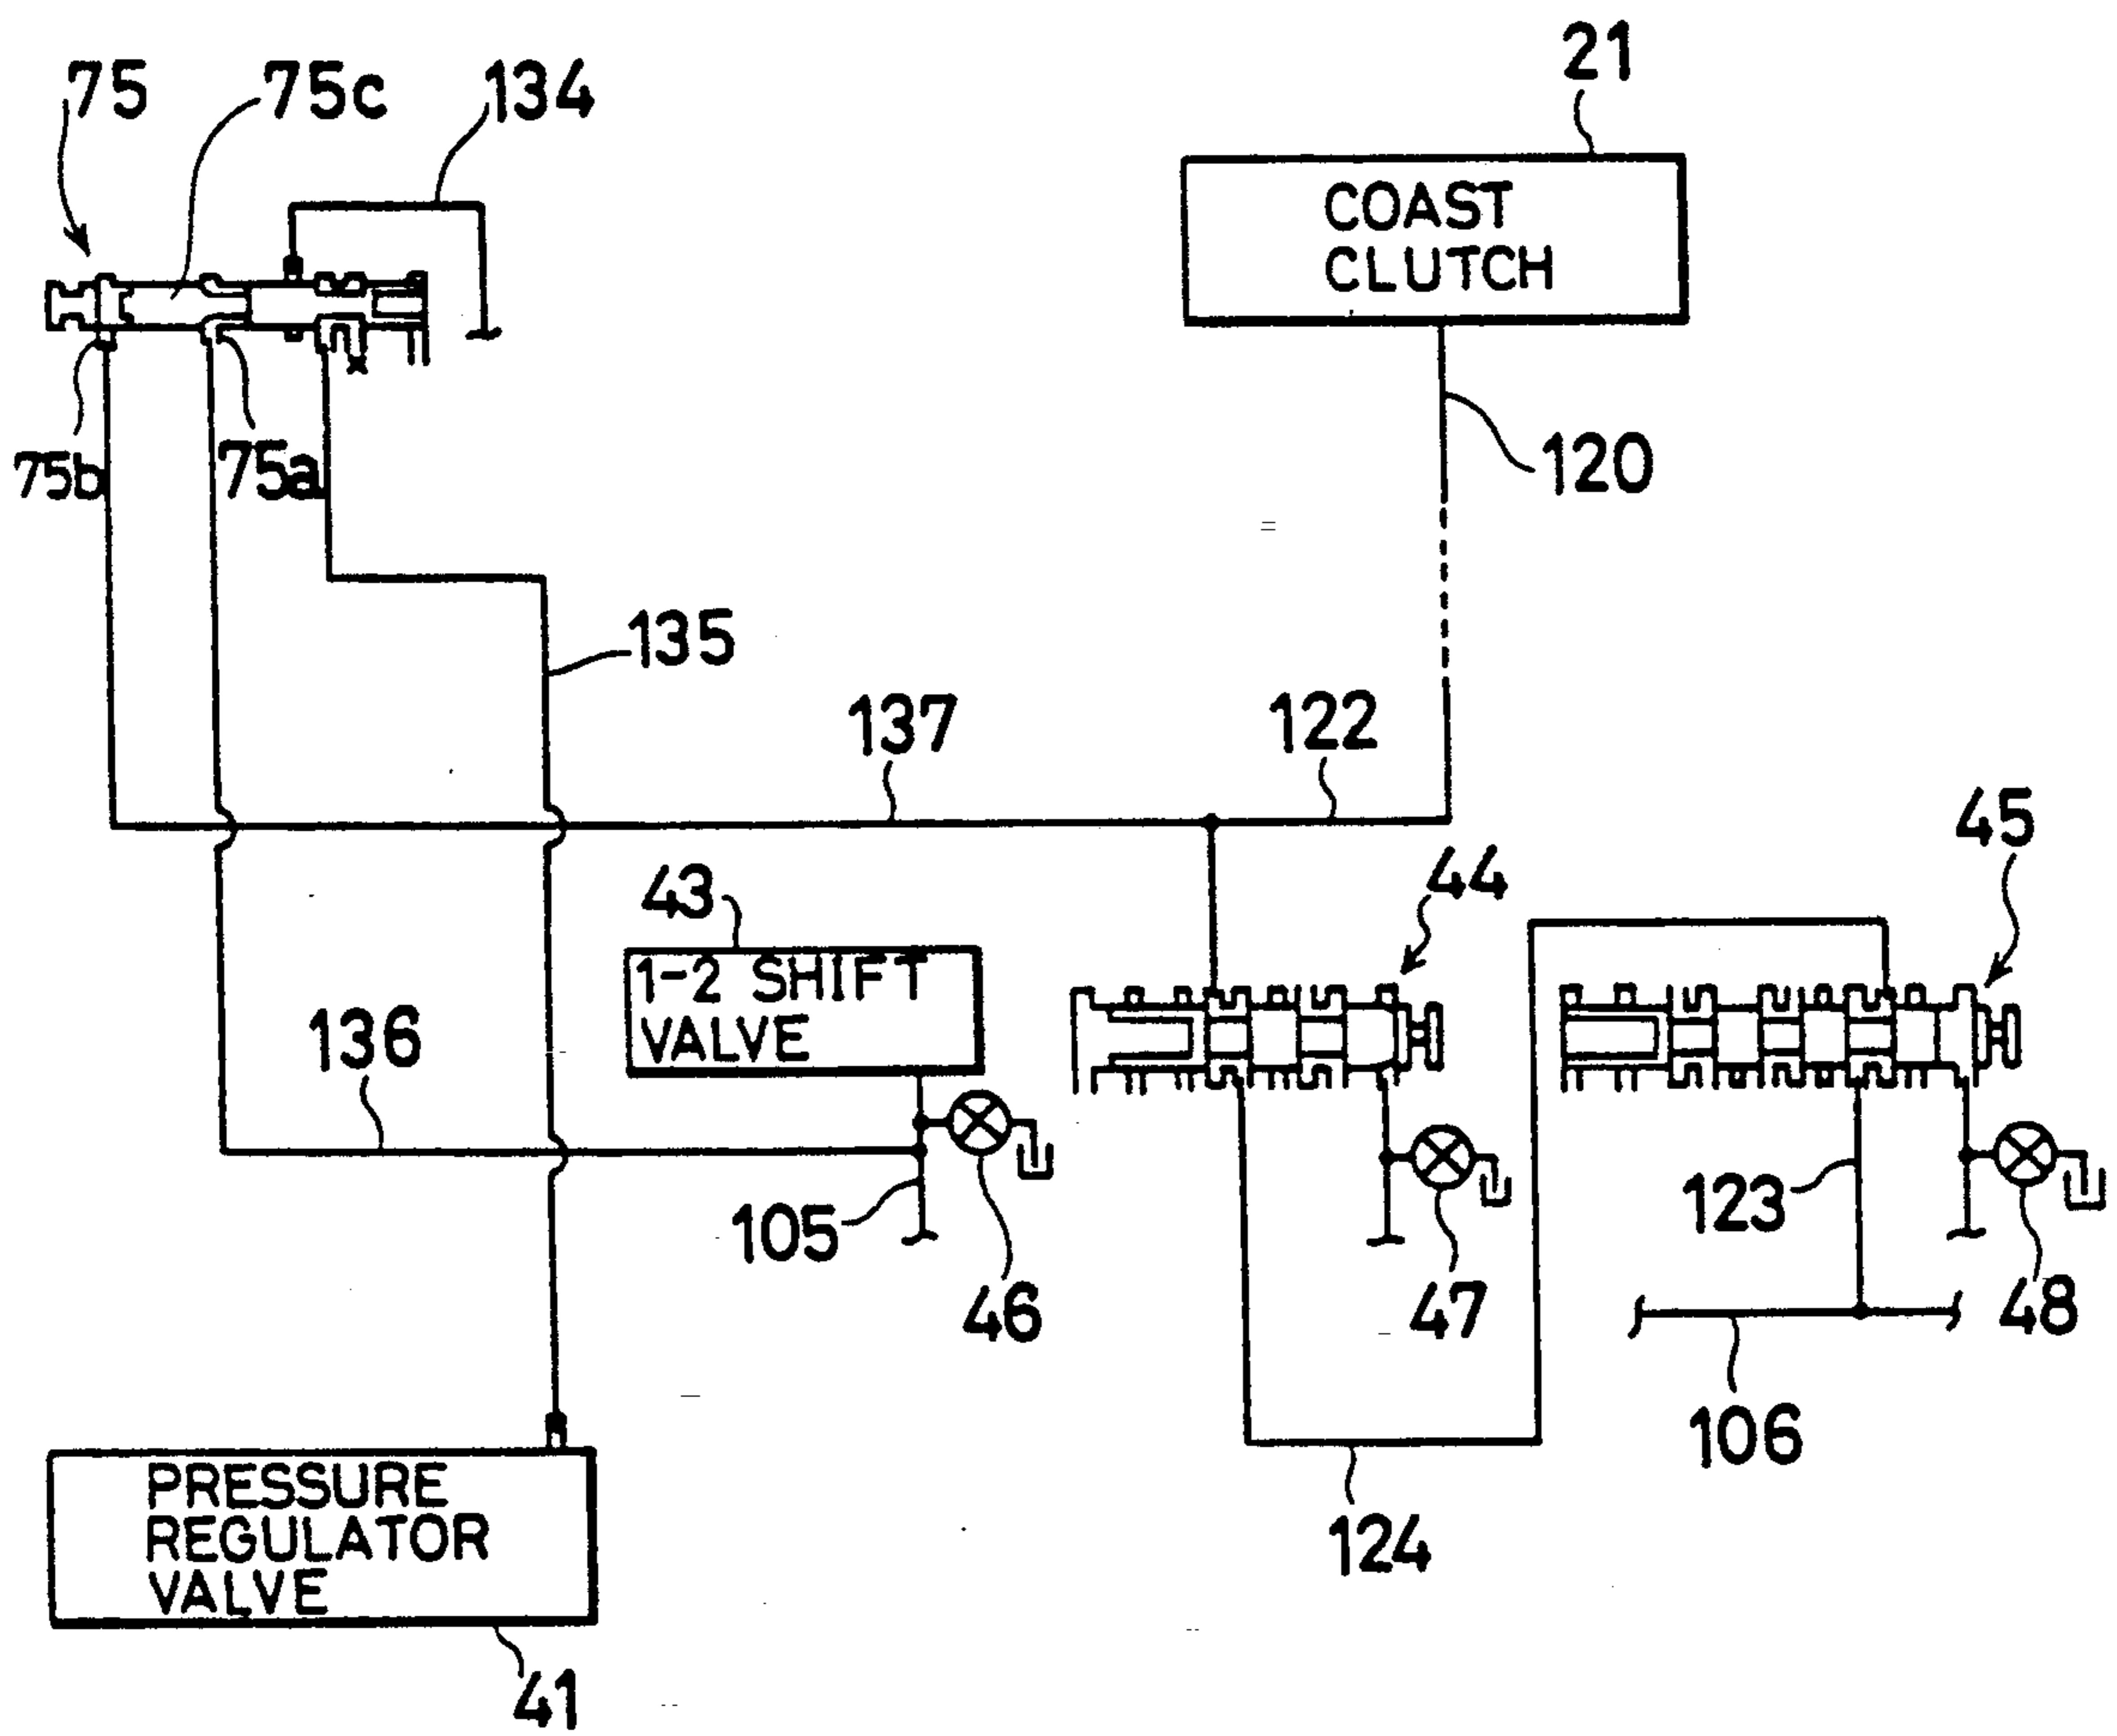 21
75
75c
134
COAST
CLUTCH
75b
75a
120
135
137
122
45
43
44
1-2 SHIFT
VALVE
136
105
46
47
123
48
106
PRESSURE
REGULATOR
VALVE
124
41